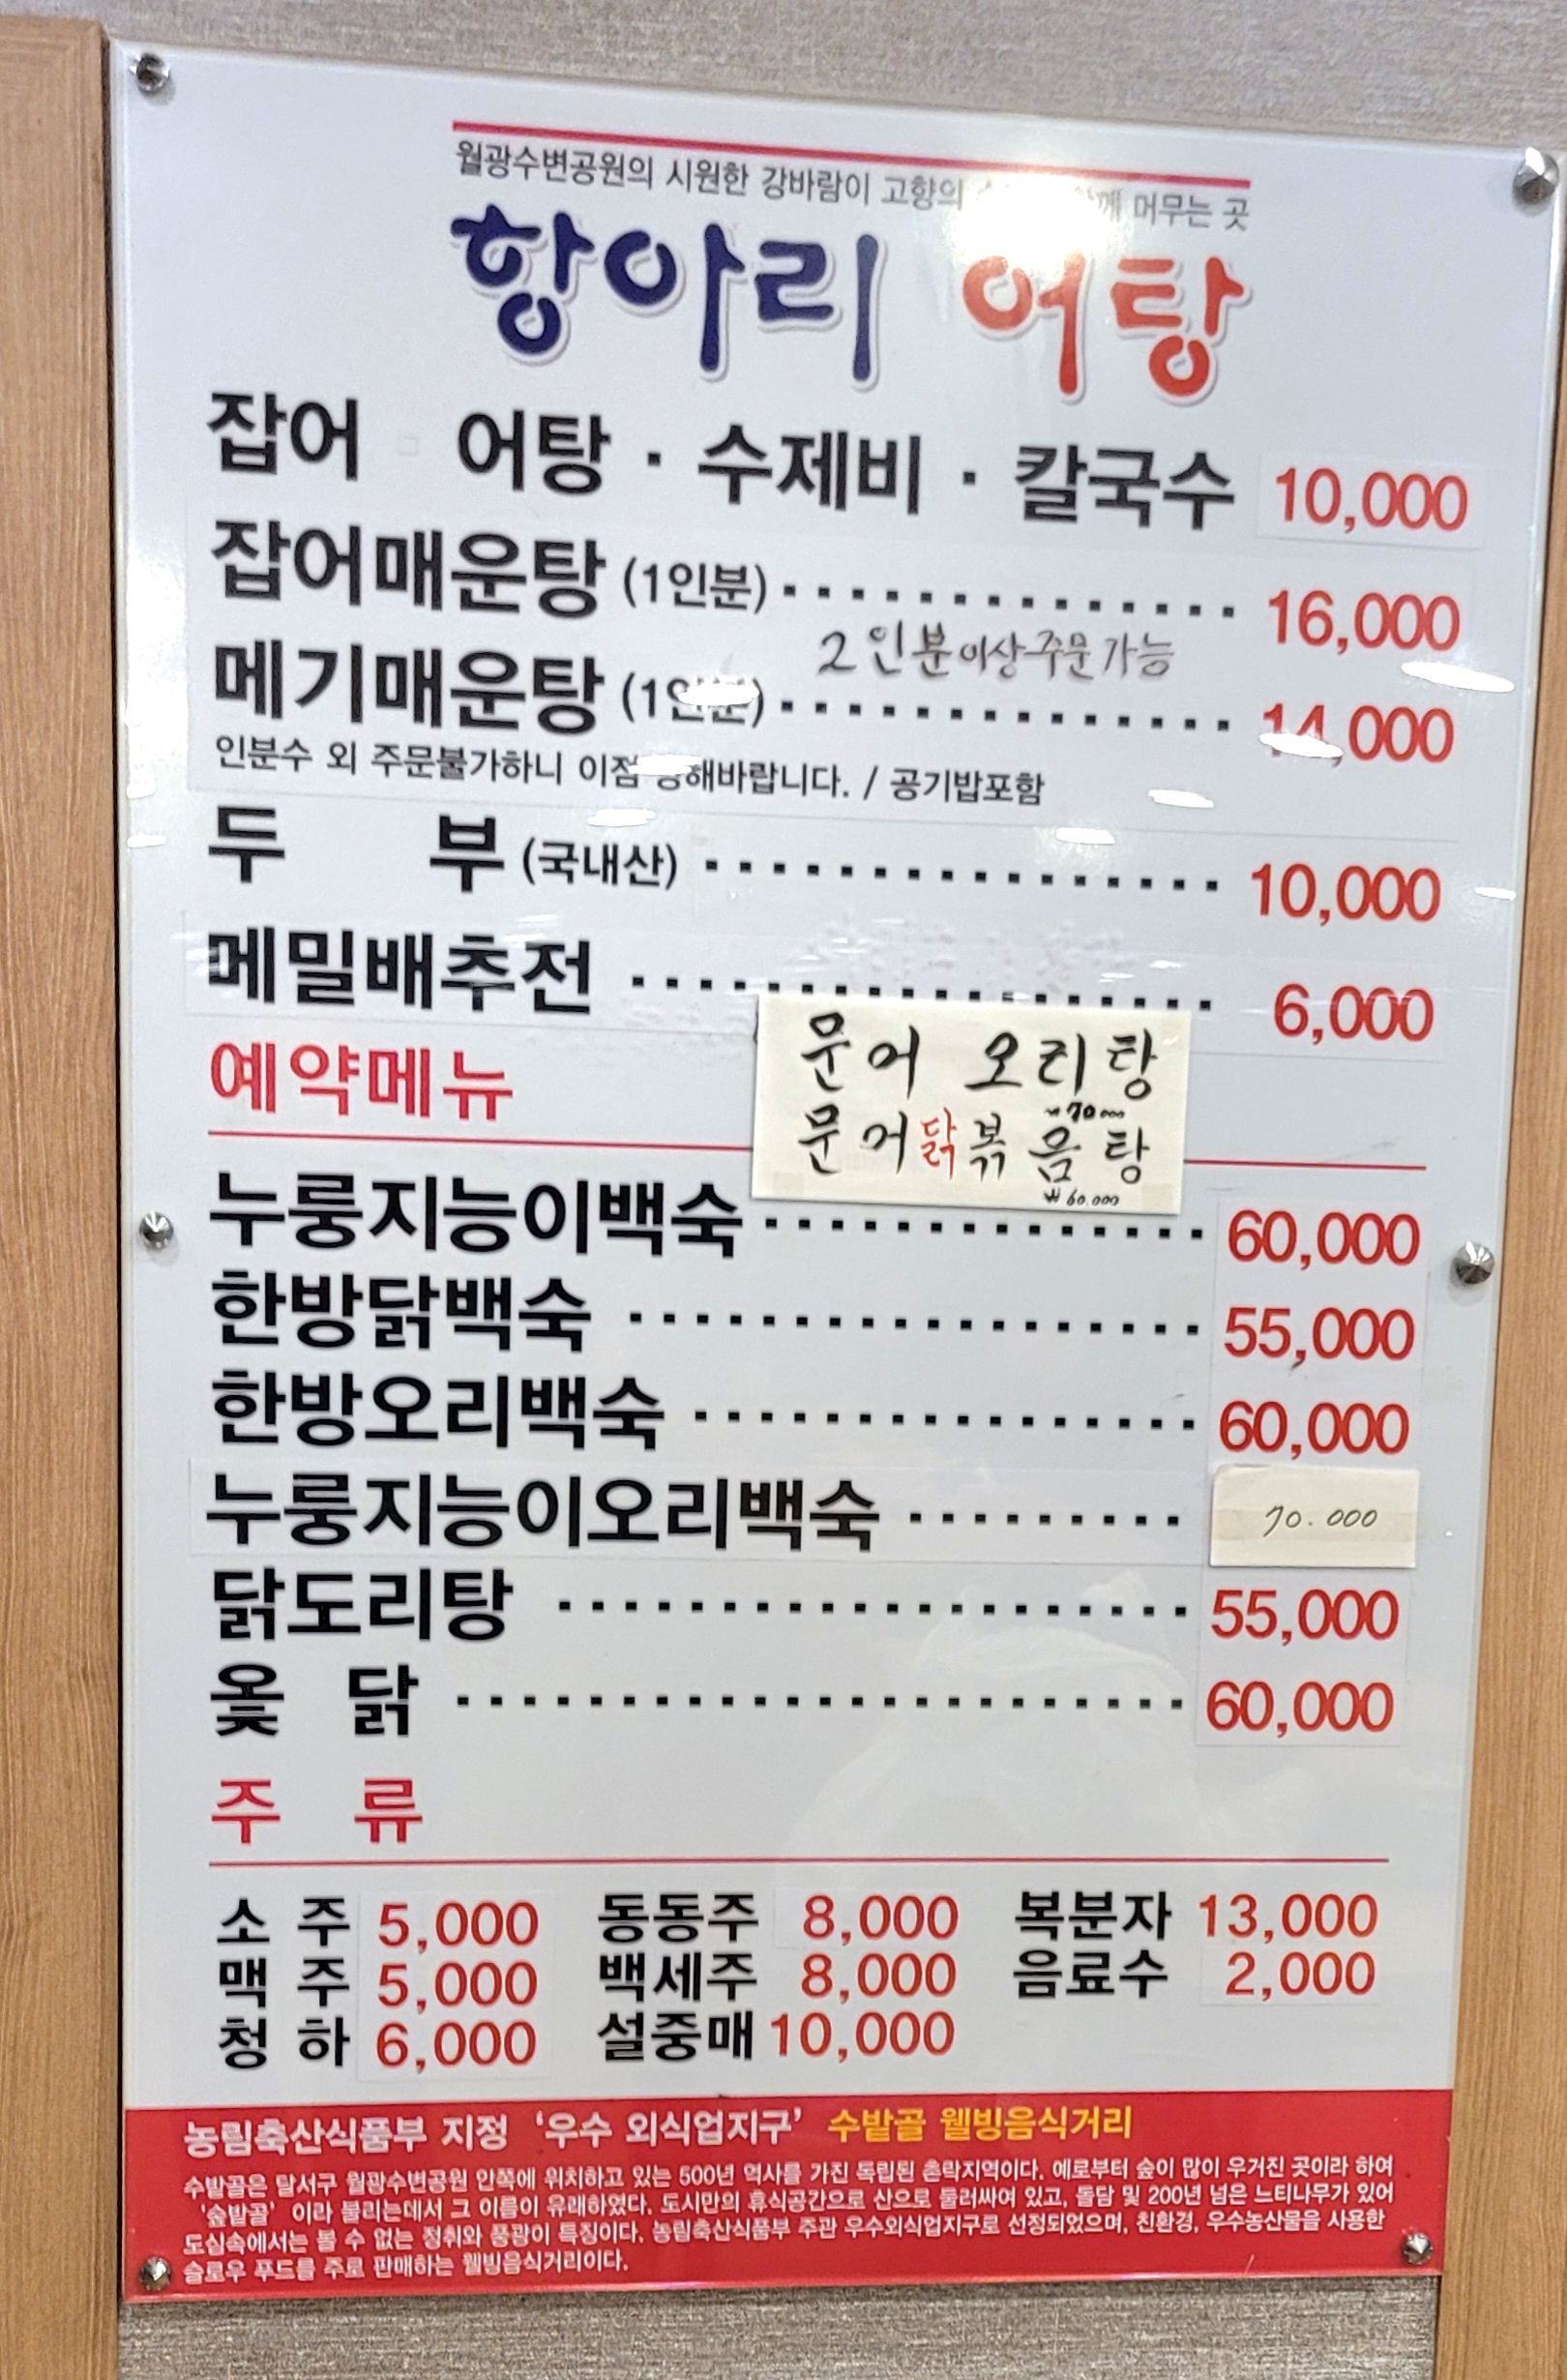 월광수변공원의 시원한 강바람이 고향의 머무는 곳
항아리 어탕
잡어 어탕 · 수제비 · 칼국수 10,000
잡어매운탕 (1인분) 16,000
2인분이상주문가능
메기매운탕 (1인분) 14,000
인분수 외 주문불가하니 이점 / 공기밥포함
두 부 (국내산) 10,000
메밀배추전 6,000
문어 오리탕
₩70000
예약메뉴
문어닭볶음탕
₩60.000
누룽지능이백숙 60,000
한방닭백숙 55,000
한방오리백숙 60,000
누룽지능이오리백숙 70.000
닭도리탕 55,000
옻 닭 60,000
주 류
소 주 5,000 동동주 8,000 복분자 13,000
맥 주 5,000 백세주 8,000 음료수 2,000
청 하 6,000 설중매 10,000
농림축산식품부 지정 '우수 외식업지구' 수밭골 웰빙음식거리
수밭골은 달서구 월광수변공원 안쪽에 위치하고 있는 500년 역사를 가진 독립된 촌락지역이다. 예로부터 숲이 많이 우거진 곳이라 하여
'숲밭골' 이라 불리는데서 그 이름이 유래하였다. 도시만의 휴식공간으로 산으로 둘러싸여 있고, 돌담 및 200년 넘은 느티나무가 있어
도심속에서는 볼 수 없는 정취와 풍광이 특징이다. 농림축산식품부 주관 우수외식업지구로 선정되었으며, 친환경, 우수농산물을 사용한
슬로우 푸드를 주로 판매하는 웰빙음식거리이다.